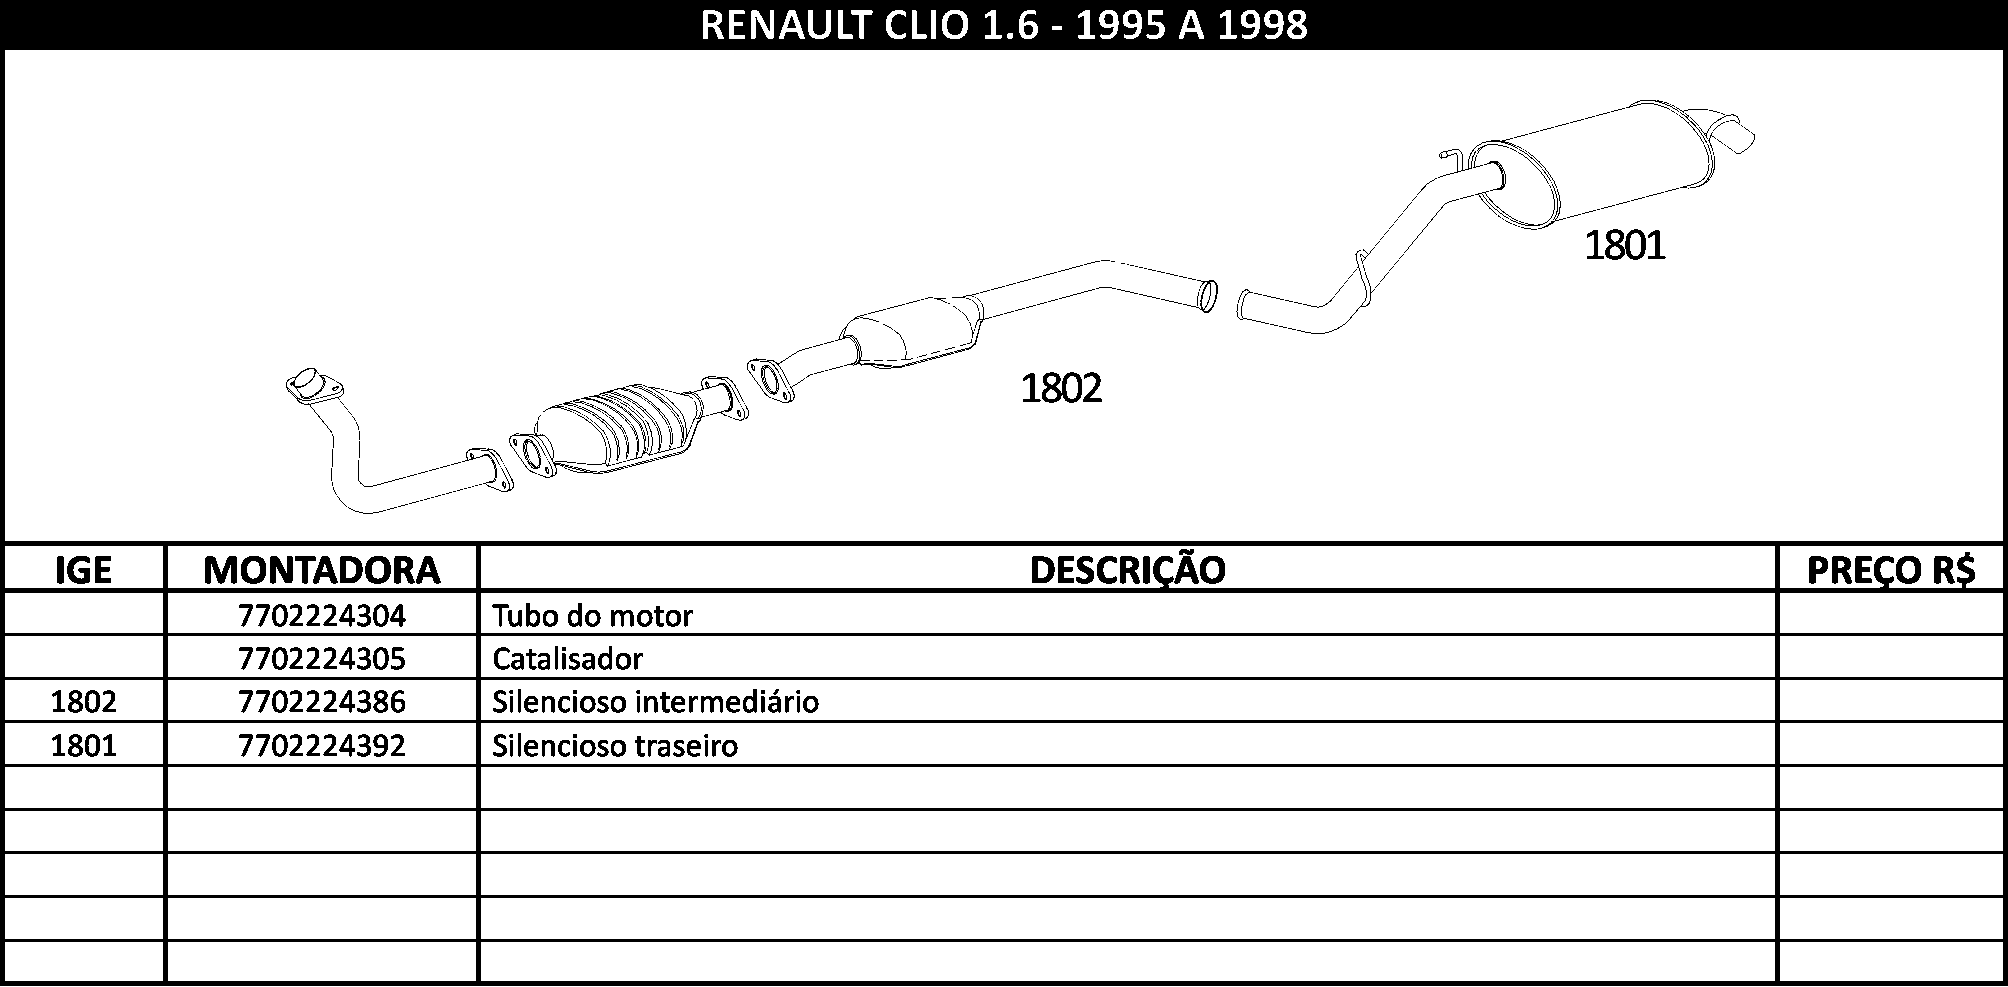 RENAULT CLIO 1.6 - 1995 A 1998
1801
1802
IGE MONTADORA DESCRIÇÃO PREÇO R$
7702224304 Tubo do motor
7702224305 Catalisador
1802 7702224386 Silencioso intermediário
1801 7702224392 Silencioso traseiro